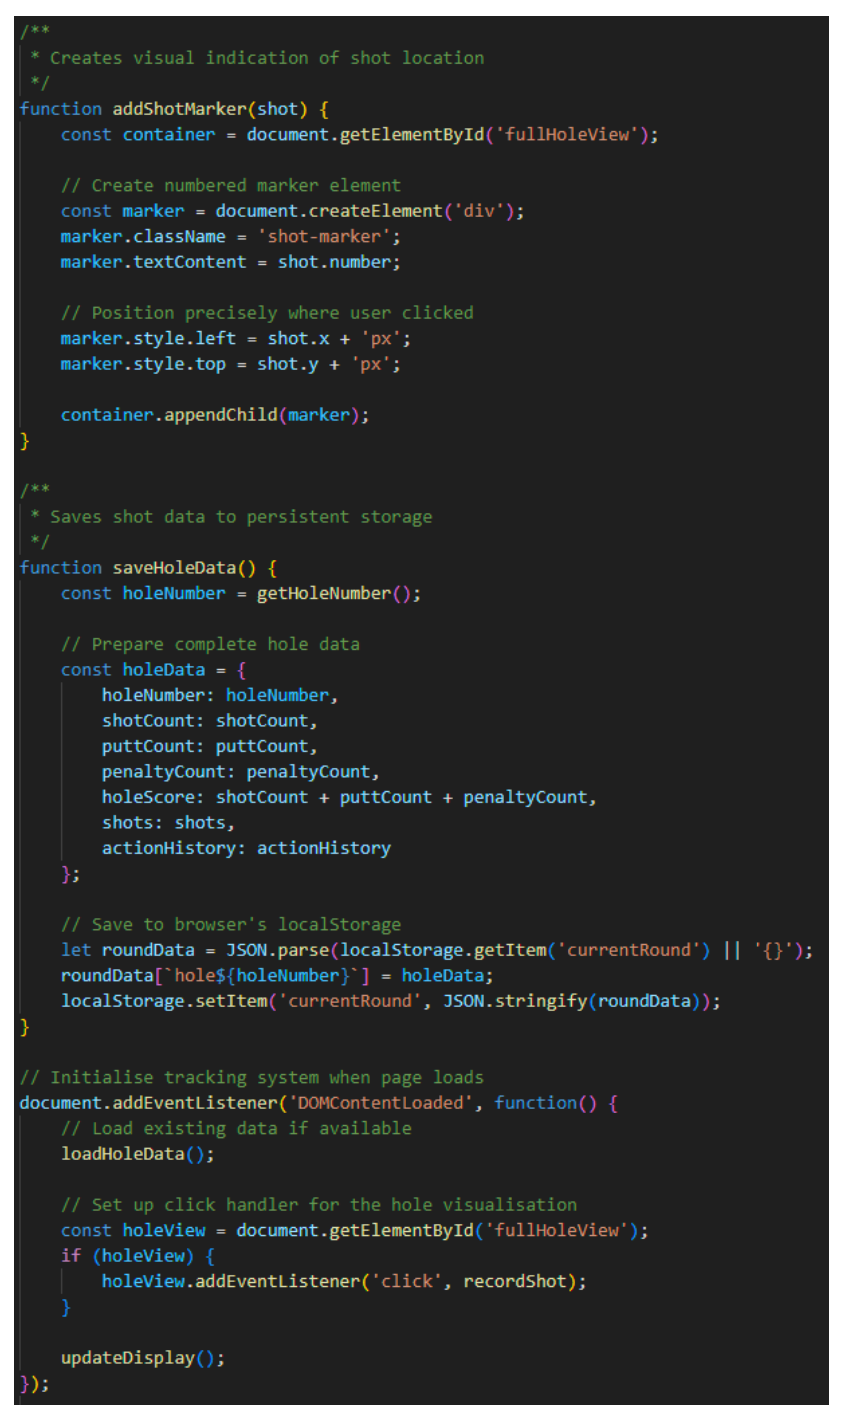 /**
 * Creates visual indication of shot location
 */
function addShotMarker(shot) {
    const container = document.getElementById('fullHoleView');

    // Create numbered marker element
    const marker = document.createElement('div');
    marker.className = 'shot-marker';
    marker.textContent = shot.number;

    // Position precisely where user clicked
    marker.style.left = shot.x + 'px';
    marker.style.top = shot.y + 'px';

    container.appendChild(marker);
}

/**
 * Saves shot data to persistent storage
 */
function saveHoleData() {
    const holeNumber = getHoleNumber();

    // Prepare complete hole data
    const holeData = {
        holeNumber: holeNumber,
        shotCount: shotCount,
        puttCount: puttCount,
        penaltyCount: penaltyCount,
        holeScore: shotCount + puttCount + penaltyCount,
        shots: shots,
        actionHistory: actionHistory
    };

    // Save to browser's localStorage
    let roundData = JSON.parse(localStorage.getItem('currentRound') || '{}');
    roundData[`hole${holeNumber}`] = holeData;
    localStorage.setItem('currentRound', JSON.stringify(roundData));
}

// Initialise tracking system when page loads
document.addEventListener('DOMContentLoaded', function() {
    // Load existing data if available
    loadHoleData();

    // Set up click handler for the hole visualisation
    const holeView = document.getElementById('fullHoleView');
    if (holeView) {
        holeView.addEventListener('click', recordShot);
    }

    updateDisplay();
});